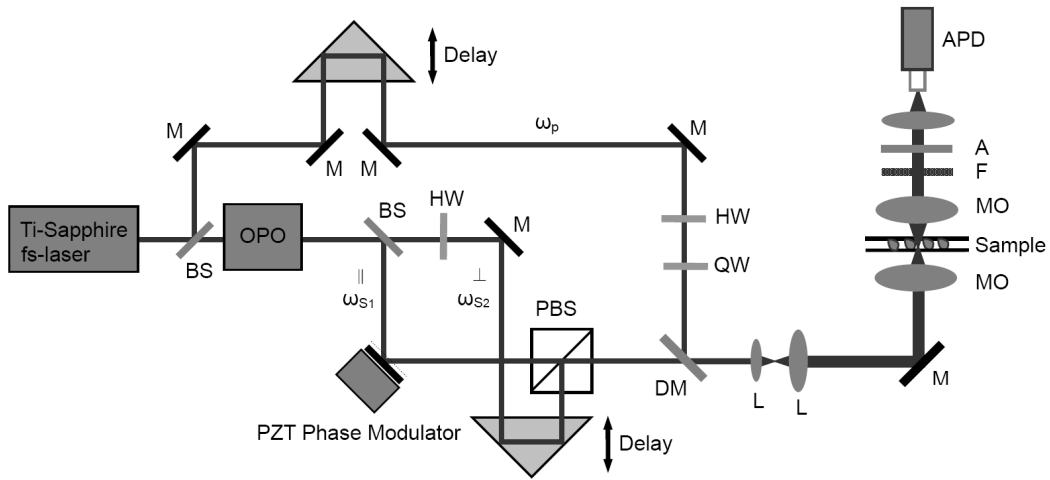 APD
Delay
M
ωp
M
M
M
A
F
MO
HW
BS
HW
M
Ti-Sapphire
fs-laser
OPO
Sample
BS
QW
MO
||
ωS1
⊥
ωS2
PBS
DM
L
L
M
PZT Phase Modulator
Delay